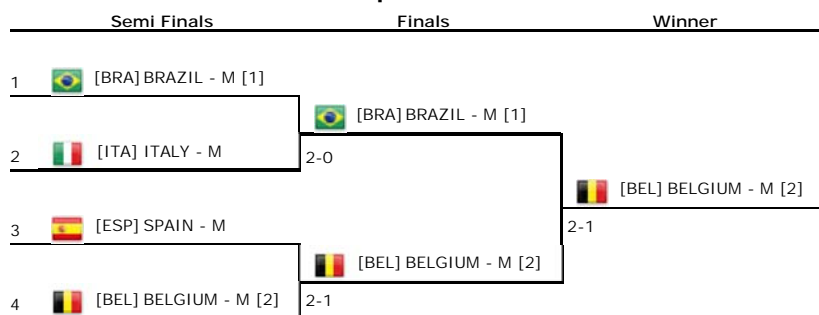 Semi Finals Finals Winner
1 [BRA] BRAZIL - M [1]
[BRA] BRAZIL - M [1]
2 [ITA] ITALY - M 2-0
[BEL] BELGIUM - M [2]
3 [ESP] SPAIN - M 2-1
[BEL] BELGIUM - M [2]
4 [BEL] BELGIUM - M [2] 2-1